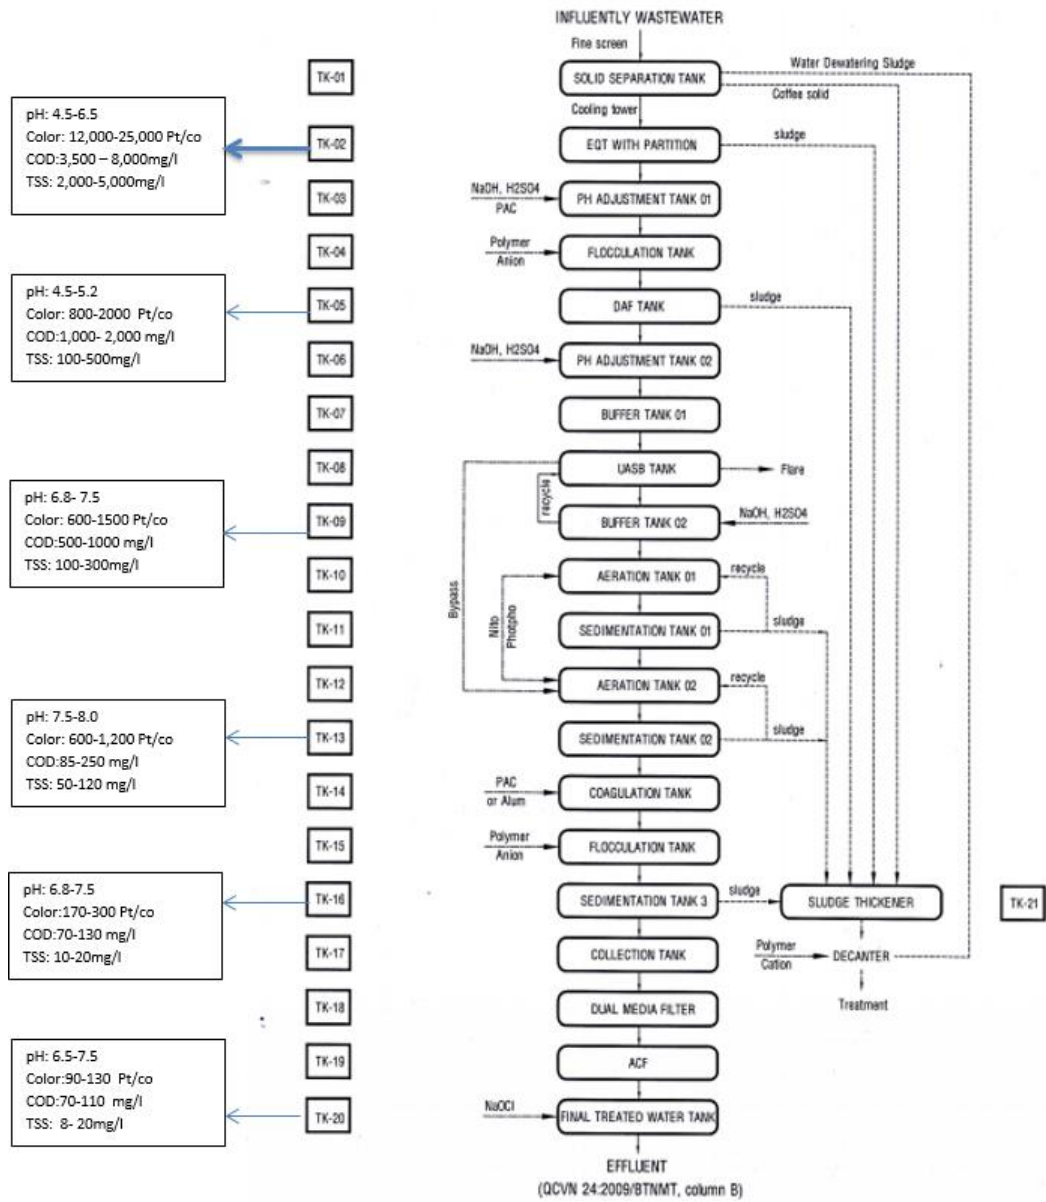 INFLUENTLY WASTEWATER
Fine screen
TK-01
SOLID SEPARATION TANK
Water Dewatering Sludge
Coffee solid
Cooling tower
pH: 4.5-6.5
Color: 12,000-25,000 Pt/co
COD:3,500 – 8,000mg/l
TSS: 2,000-5,000mg/l
TK-02
EQT WITH PARTITION
sludge
TK-03
NaOH, H2SO4
PAC
PH ADJUSTMENT TANK 01
TK-04
Polymer
Anion
FLOCCULATION TANK
pH: 4.5-5.2
Color: 800-2000 Pt/co
COD:1,000- 2,000 mg/l
TSS: 100-500mg/l
TK-05
DAF TANK
sludge
TK-06
NaOH, H2SO4
PH ADJUSTMENT TANK 02
TK-07
BUFFER TANK 01
TK-08
UASB TANK
Flare
recycle
pH: 6.8- 7.5
Color: 600-1500 Pt/co
COD:500-1000 mg/l
TSS: 100-300mg/l
TK-09
BUFFER TANK 02
NaOH, H2SO4
TK-10
AERATION TANK 01
recycle
Bypass
Nito
Photpho
TK-11
SEDIMENTATION TANK 01
sludge
TK-12
AERATION TANK 02
recycle
pH: 7.5-8.0
Color: 600-1,200 Pt/co
COD:85-250 mg/l
TSS: 50-120 mg/l
TK-13
SEDIMENTATION TANK 02
sludge
TK-14
PAC
or Alum
COAGULATION TANK
TK-15
Polymer
Anion
FLOCCULATION TANK
pH: 6.8-7.5
Color:170-300 Pt/co
COD:70-130 mg/l
TSS: 10-20mg/l
TK-16
SEDIMENTATION TANK 3
sludge
SLUDGE THICKENER
TK-21
TK-17
COLLECTION TANK
Polymer
Cation
DECANTER
TK-18
DUAL MEDIA FILTER
Treatment
pH: 6.5-7.5
Color:90-130 Pt/co
COD:70-110 mg/l
TSS: 8- 20mg/l
TK-19
ACF
TK-20
NaOCl
FINAL TREATED WATER TANK
EFFLUENT
(QCVN 24:2009/BTNMT, column B)